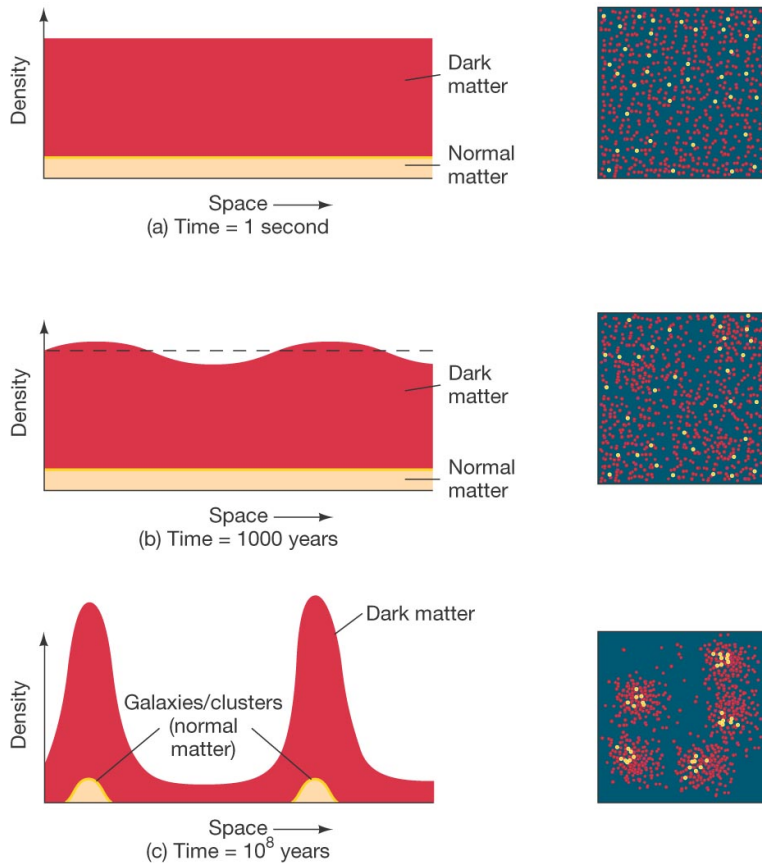 Density
Dark
matter
Normal
matter
Space
(a) Time = 1 second
Density
Dark
matter
Normal
matter
Space
(b) Time = 1000 years
Density
Dark matter
Galaxies/clusters
(normal
matter)
Space
(c) Time = 10⁸ years